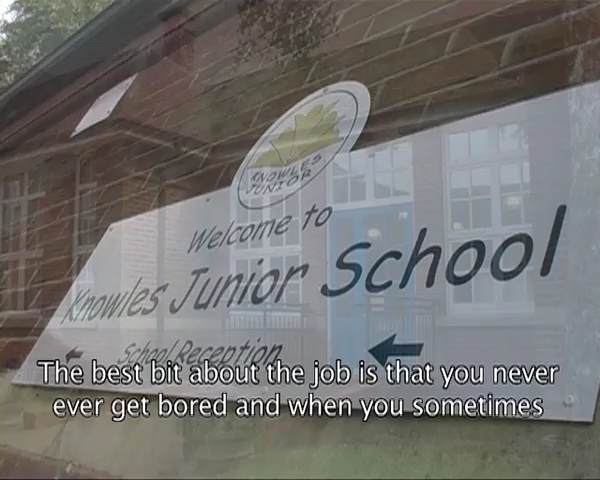 KNOWLES
JUNIOR
Welcome to
Knowles Junior School
School Reception
The best bit about the job is that you never
ever get bored and when you sometimes